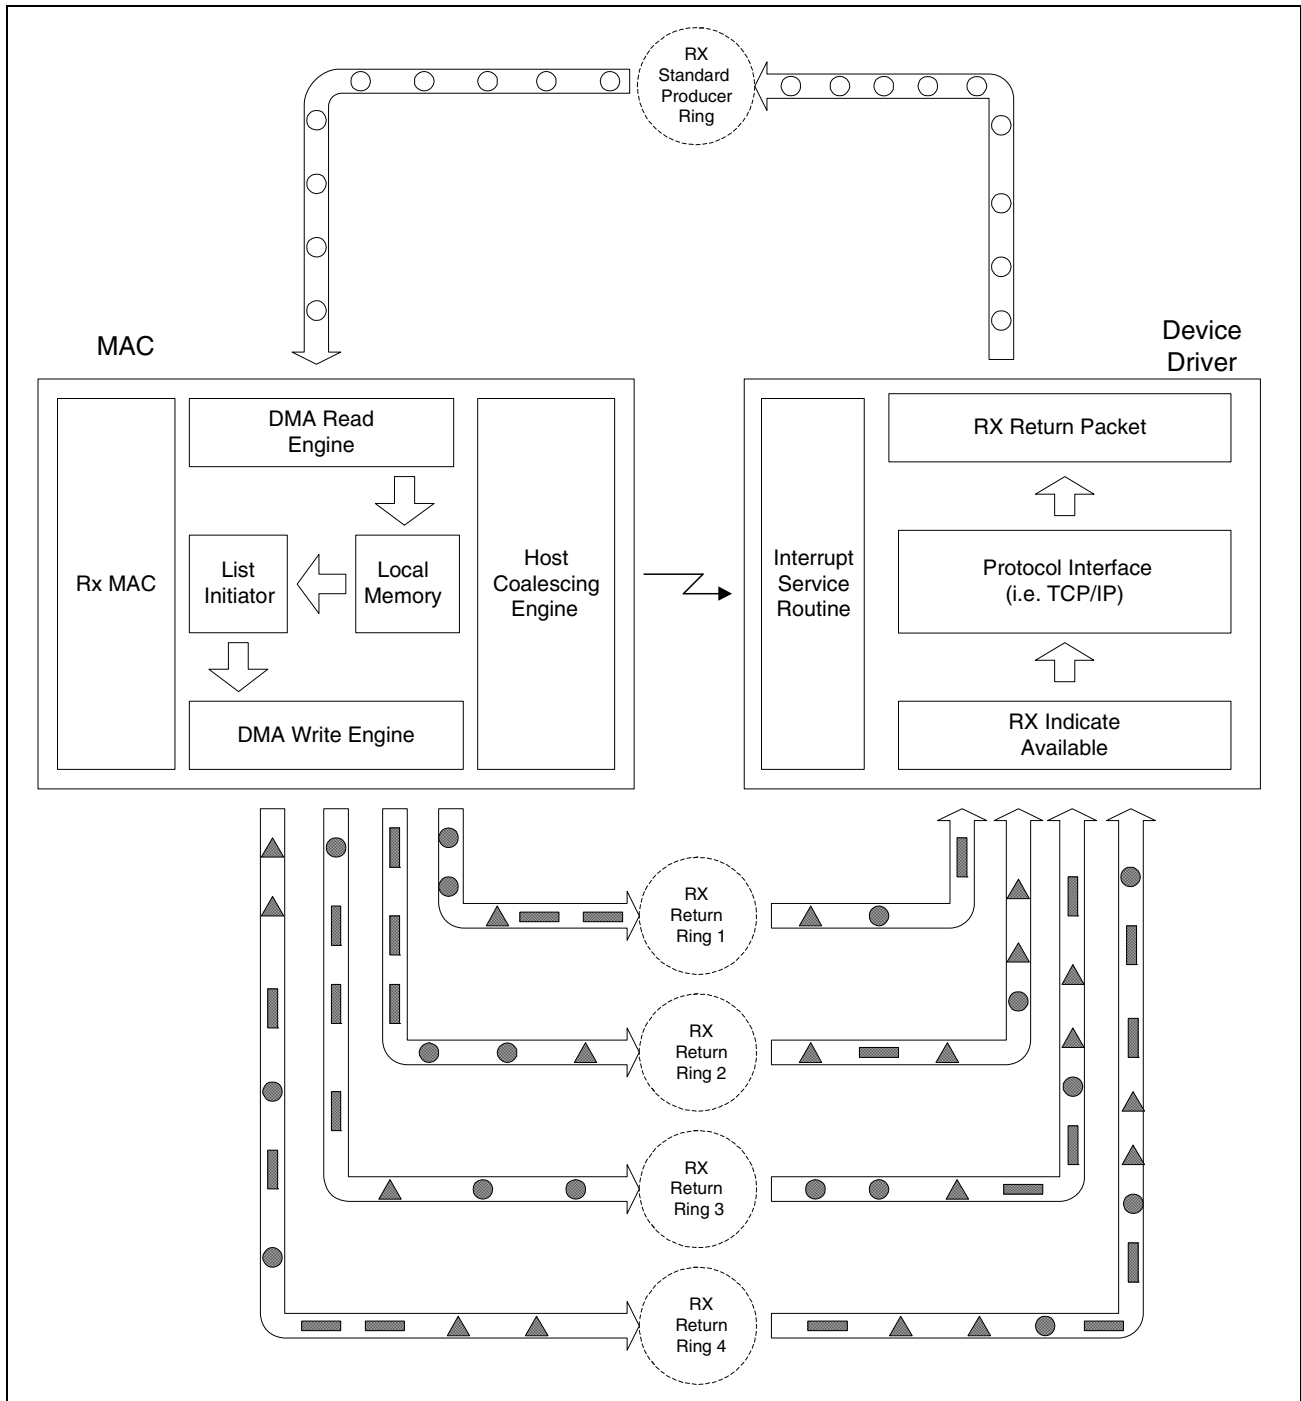 RX
Standard
Producer
Ring
MAC
Device
Driver
DMA Read
Engine
RX Return Packet
Rx MAC
List
Initiator
Local
Memory
Host
Coalescing
Engine
Interrupt
Service
Routine
Protocol Interface
(i.e. TCP/IP)
DMA Write Engine
RX Indicate
Available
RX
Return
Ring 1
RX
Return
Ring 2
RX
Return
Ring 3
RX
Return
Ring 4